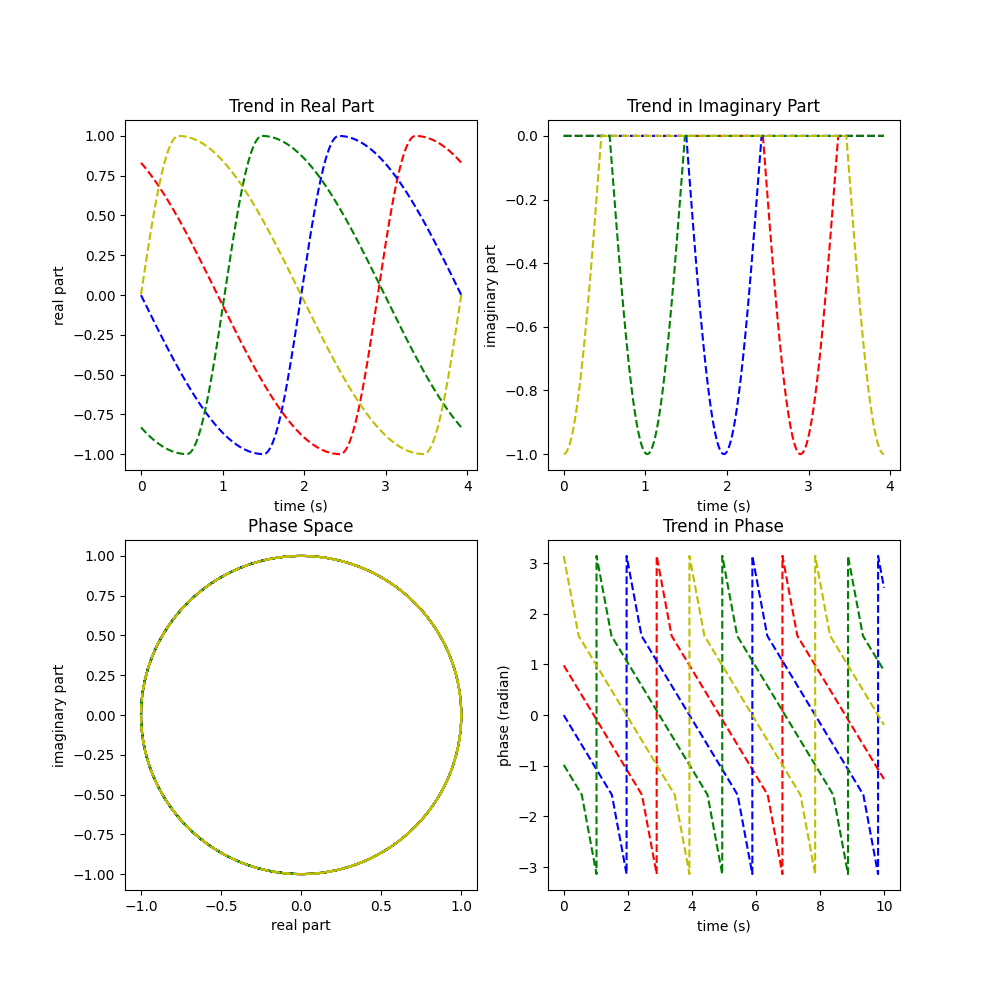 Trend in Real Part
real part
1.00
0.75
0.50
0.25
0.00
−0.25
−0.50
−0.75
−1.00
0 1 2 3 4
time (s)
Trend in Imaginary Part
imaginary part
0.0
−0.2
−0.4
−0.6
−0.8
−1.0
0 1 2 3 4
time (s)
Phase Space
imaginary part
1.00
0.75
0.50
0.25
0.00
−0.25
−0.50
−0.75
−1.00
−1.0 −0.5 0.0 0.5 1.0
real part
Trend in Phase
phase (radian)
3
2
1
0
−1
−2
−3
0 2 4 6 8 10
time (s)